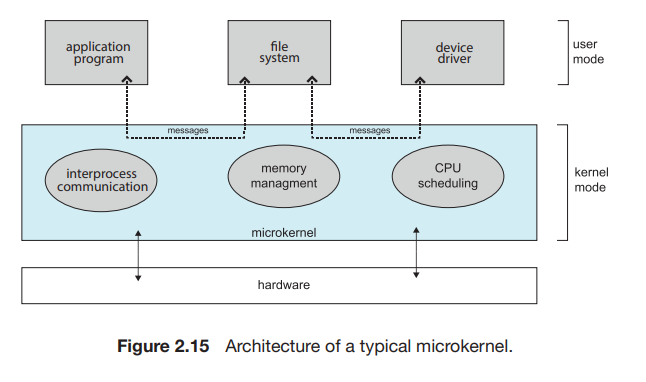 application
program
file
system
device
driver
user
mode
messages
messages
interprocess
communication
memory
managment
CPU
scheduling
kernel
mode
microkernel
hardware
Figure 2.15 Architecture of a typical microkernel.